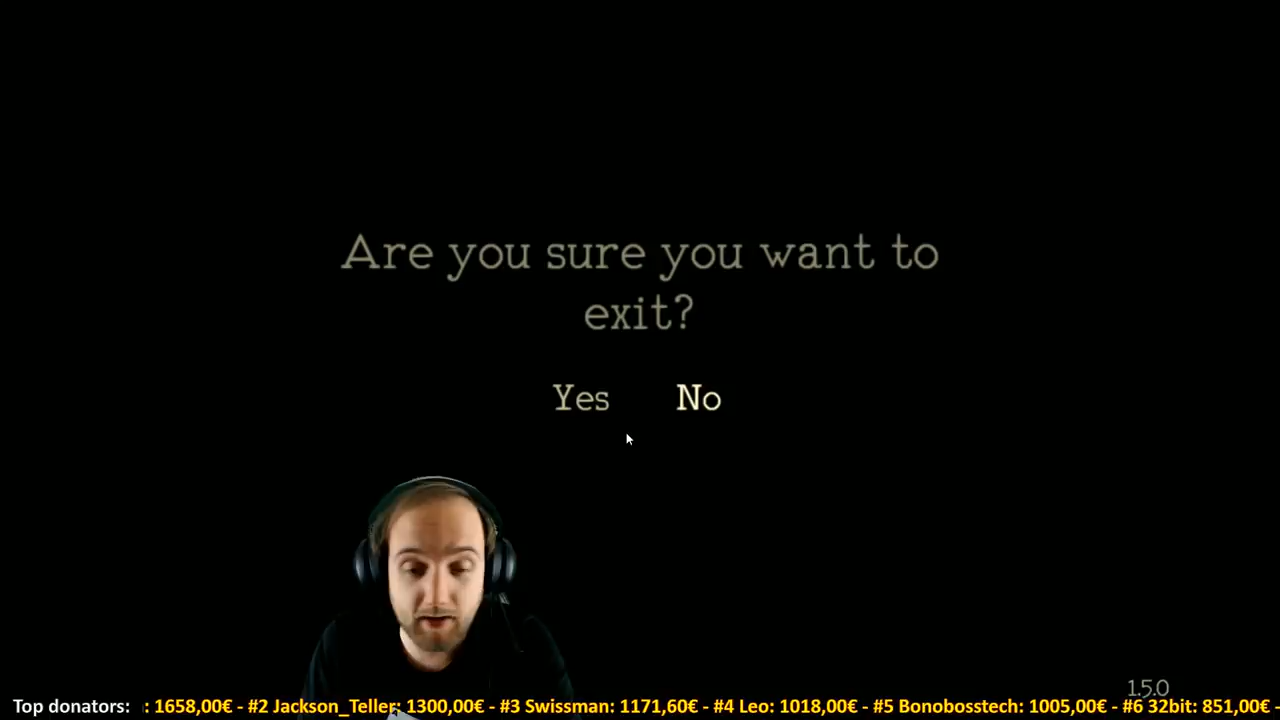 Are you sure you want to
exit?
Yes No
1.5.0
Top donators: : 1658,00€ - #2 Jackson_Teller: 1300,00€ - #3 Swissman: 1171,60€ - #4 Leo: 1018,00€ - #5 Bonobosstech: 1005,00€ - #6 32bit: 851,00€ -